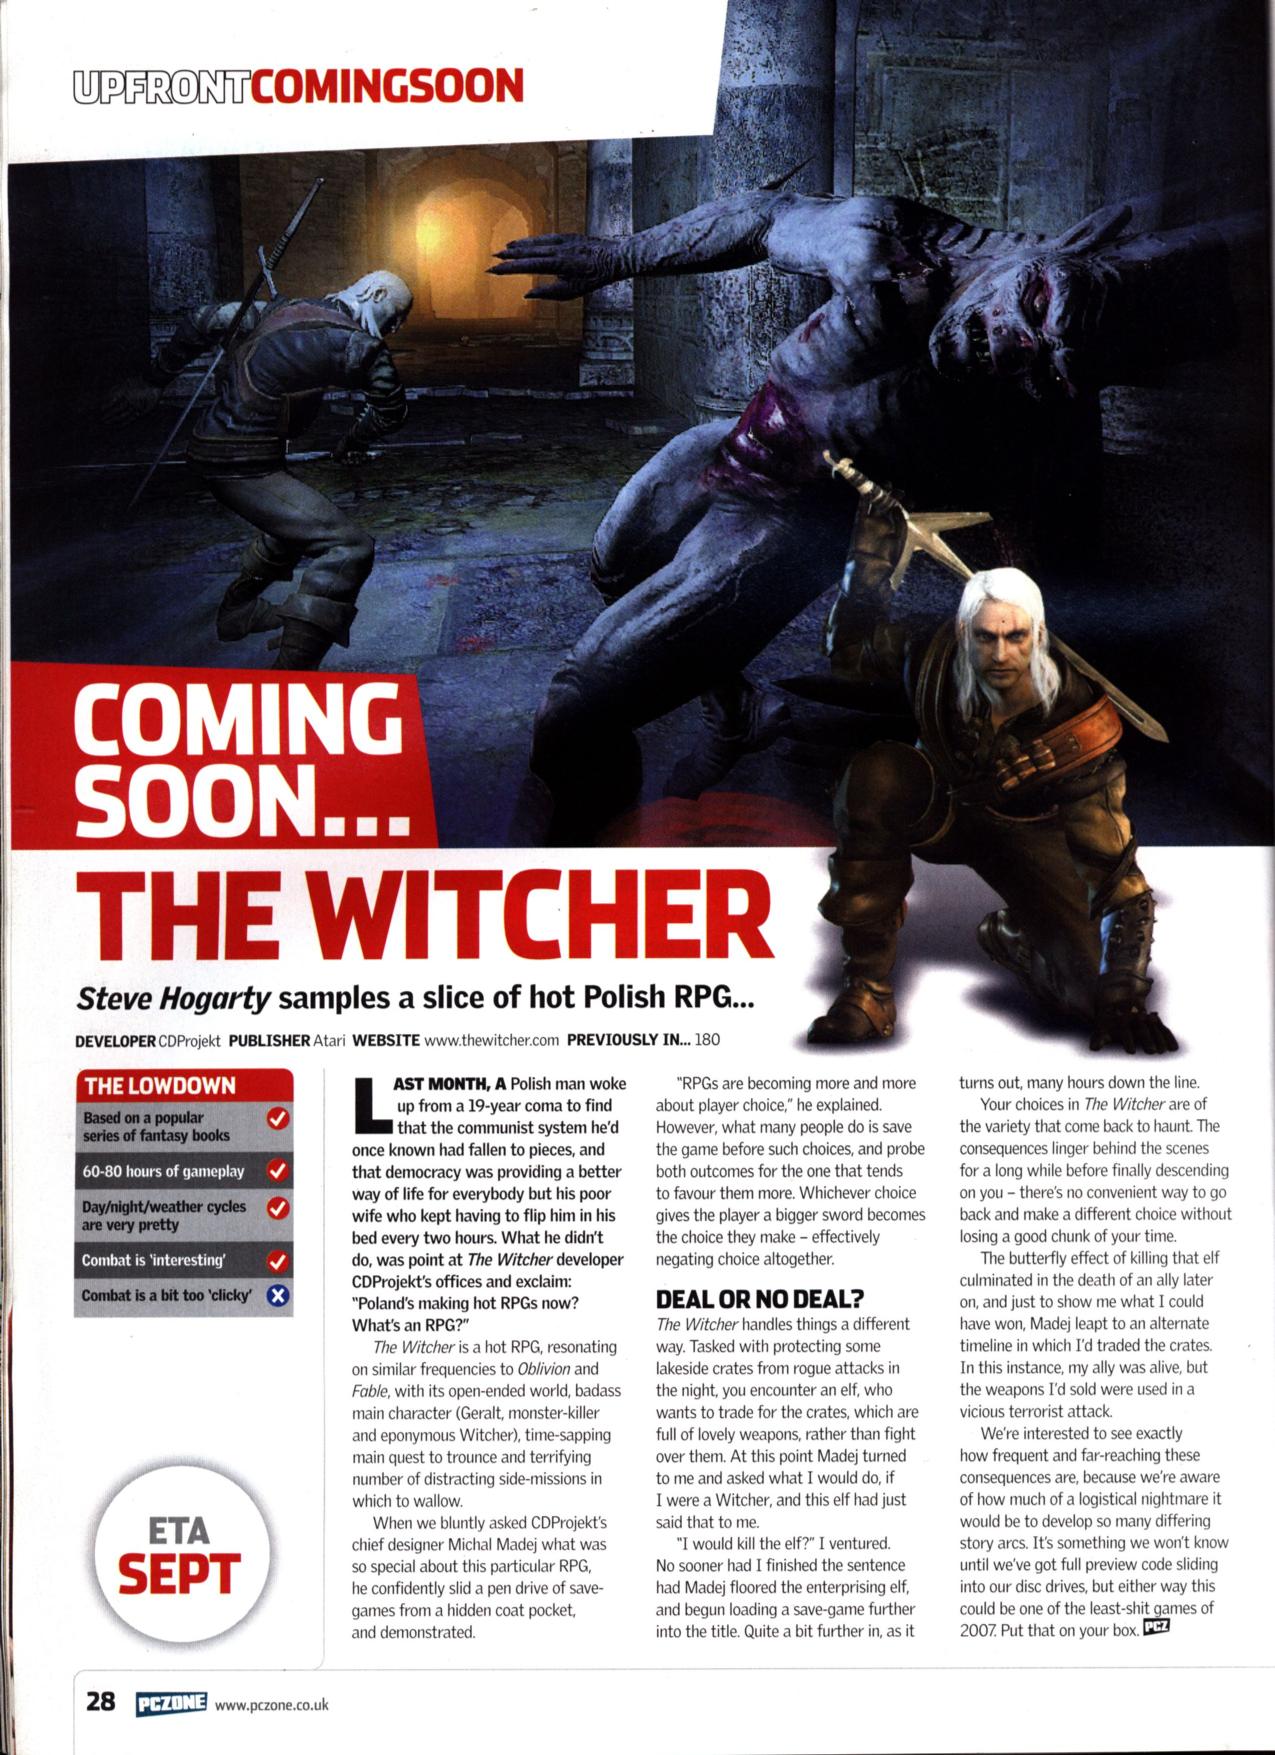 UPFRONTCOMINGSOON
COMING
SOON...
THE WITCHER
Steve Hogarty samples a slice of hot Polish RPG...
DEVELOPER CDProjekt PUBLISHER Atari WEBSITE www.thewitcher.com PREVIOUSLY IN... 180
THE LOWDOWN
Based on a popular
series of fantasy books
60-80 hours of gameplay
Day/night/weather cycles
are very pretty
Combat is 'interesting'
Combat is a bit too 'clicky'
ETA
SEPT
LAST MONTH, A Polish man woke
up from a 19-year coma to find
that the communist system he'd
once known had fallen to pieces, and
that democracy was providing a better
way of life for everybody but his poor
wife who kept having to flip him in his
bed every two hours. What he didn't
do, was point at The Witcher developer
CDProjekt's offices and exclaim:
"Poland's making hot RPGs now?
What's an RPG?"
The Witcher is a hot RPG, resonating
on similar frequencies to Oblivion and
Fable, with its open-ended world, badass
main character (Geralt, monster-killer
and eponymous Witcher), time-sapping
main quest to trounce and terrifying
number of distracting side-missions in
which to wallow.
When we bluntly asked CDProjekt's
chief designer Michal Madej what was
so special about this particular RPG,
he confidently slid a pen drive of save-
games from a hidden coat pocket,
and demonstrated.
"RPGs are becoming more and more
about player choice," he explained.
However, what many people do is save
the game before such choices, and probe
both outcomes for the one that tends
to favour them more. Whichever choice
gives the player a bigger sword becomes
the choice they make – effectively
negating choice altogether.
DEAL OR NO DEAL?
The Witcher handles things a different
way. Tasked with protecting some
lakeside crates from rogue attacks in
the night, you encounter an elf, who
wants to trade for the crates, which are
full of lovely weapons, rather than fight
over them. At this point Madej turned
to me and asked what I would do, if
I were a Witcher, and this elf had just
said that to me.
"I would kill the elf?" I ventured.
No sooner had I finished the sentence
had Madej floored the enterprising elf,
and begun loading a save-game further
into the title. Quite a bit further in, as it
turns out, many hours down the line.
Your choices in The Witcher are of
the variety that come back to haunt. The
consequences linger behind the scenes
for a long while before finally descending
on you – there's no convenient way to go
back and make a different choice without
losing a good chunk of your time.
The butterfly effect of killing that elf
culminated in the death of an ally later
on, and just to show me what I could
have won, Madej leapt to an alternate
timeline in which I'd traded the crates.
In this instance, my ally was alive, but
the weapons I'd sold were used in a
vicious terrorist attack.
We're interested to see exactly
how frequent and far-reaching these
consequences are, because we're aware
of how much of a logistical nightmare it
would be to develop so many differing
story arcs. It's something we won't know
until we've got full preview code sliding
into our disc drives, but either way this
could be one of the least-shit games of
2007. Put that on your box. PCZ
28 PCZONE www.pczone.co.uk